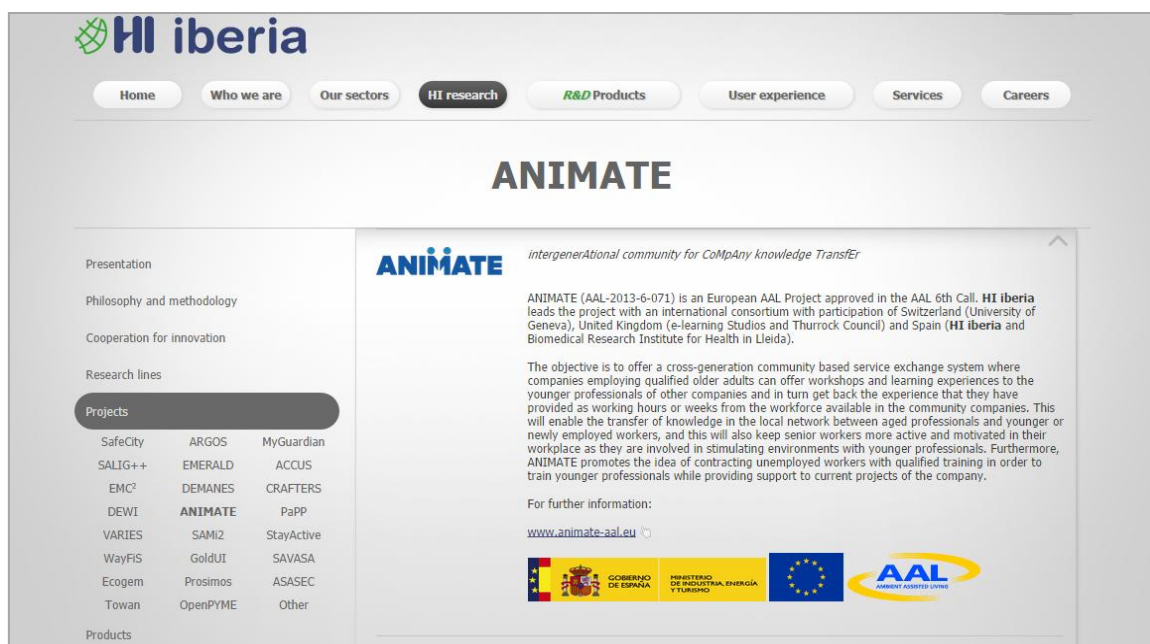 HI iberia
Home Who we are Our sectors HI research R&D Products User experience Services Careers
ANIMATE
Presentation
Philosophy and methodology
Cooperation for innovation
Research lines
Projects
SafeCity ARGOS MyGuardian
SALIG++ EMERALD ACCUS
EMC² DEMANES CRAFTERS
DEWI ANIMATE PaPP
VARIES SAMi2 StayActive
WayFiS GoldUI SAVASA
Ecogem Prosimos ASASEC
Towan OpenPYME Other
Products
ANIMATE
intergenerAtional community for CoMpAny knowledge TransfEr
ANIMATE (AAL-2013-6-071) is an European AAL Project approved in the AAL 6th Call. HI iberia
leads the project with an international consortium with participation of Switzerland (University of
Geneva), United Kingdom (e-learning Studios and Thurrock Council) and Spain (HI iberia and
Biomedical Research Institute for Health in Lleida).
The objective is to offer a cross-generation community based service exchange system where
companies employing qualified older adults can offer workshops and learning experiences to the
younger professionals of other companies and in turn get back the experience that they have
provided as working hours or weeks from the workforce available in the community companies. This
will enable the transfer of knowledge in the local network between aged professionals and younger or
newly employed workers, and this will also keep senior workers more active and motivated in their
workplace as they are involved in stimulating environments with younger professionals. Furthermore,
ANIMATE promotes the idea of contracting unemployed workers with qualified training in order to
train younger professionals while providing support to current projects of the company.
For further information:
www.animate-aal.eu
GOBIERNO
DE ESPAÑA
MINISTERIO
DE INDUSTRIA, ENERGÍA
Y TURISMO
AAL
AMBIENT ASSISTED LIVING